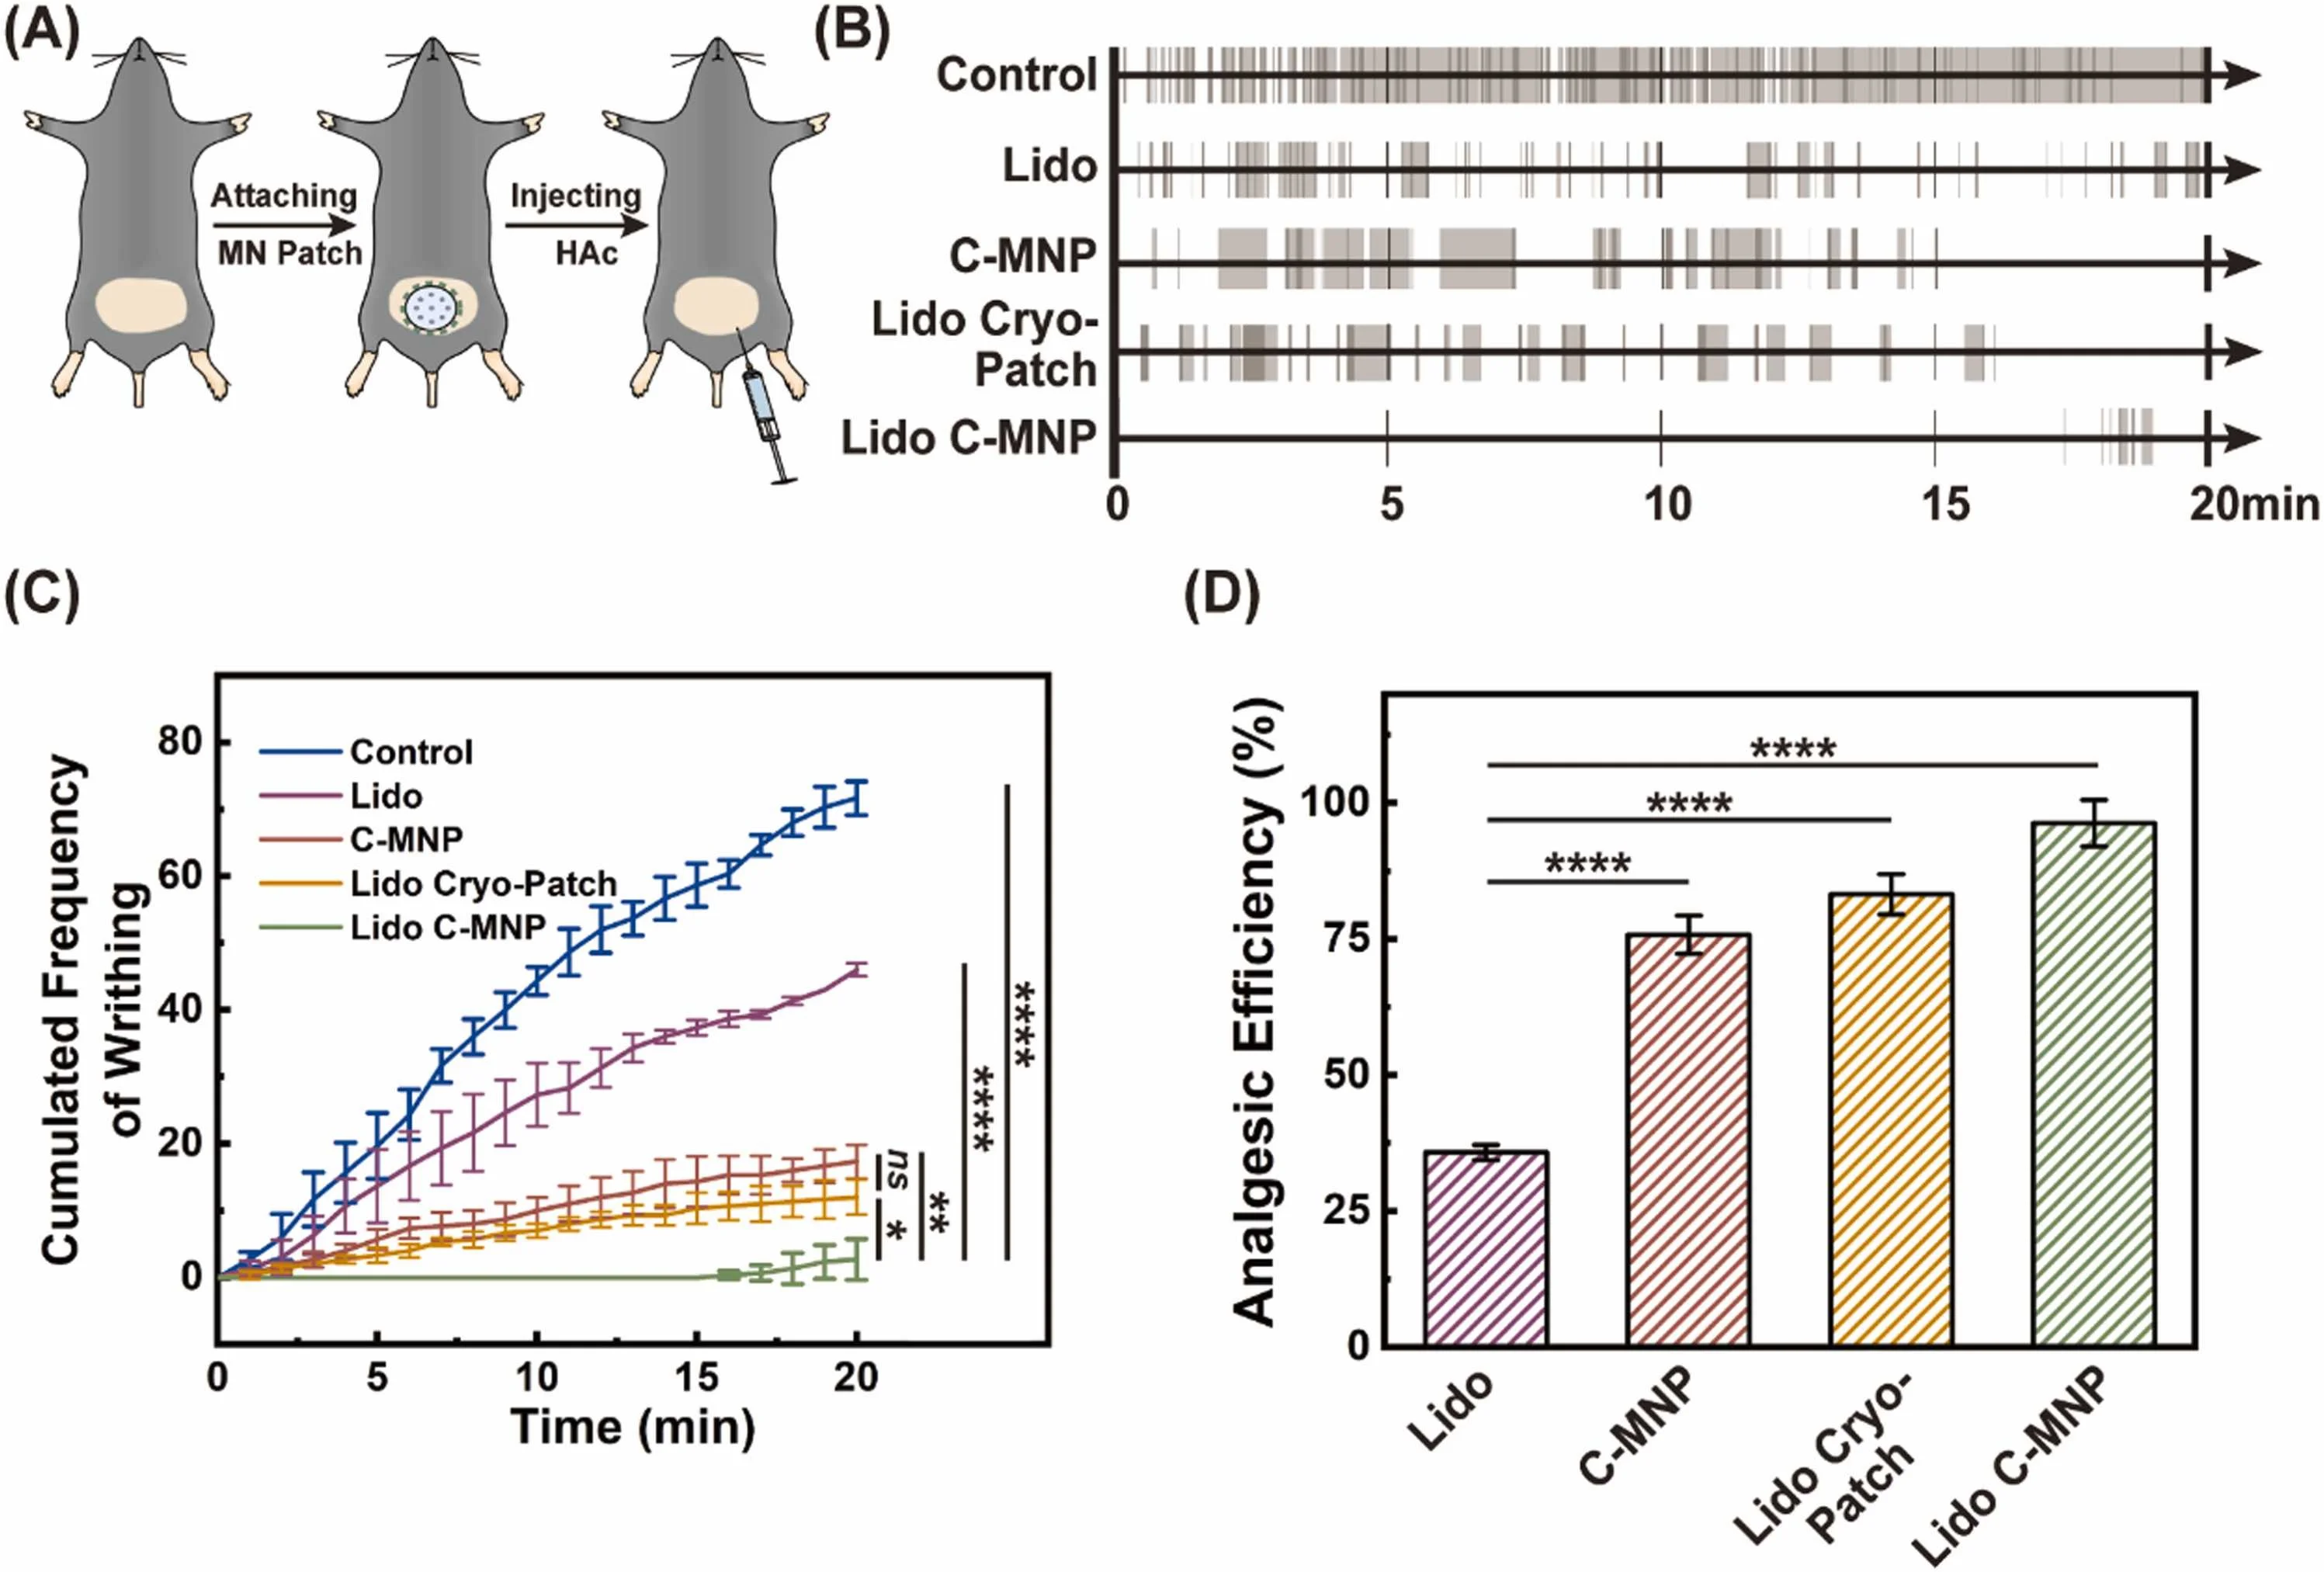 (A)
Attaching
MN Patch
Injecting
HAc
(B)
Control
Lido
C-MNP
Lido Cryo-
Patch
Lido C-MNP
0 5 10 15 20min
(C)
Cumulated Frequency
of Writhing
80
60
40
20
0
Control
Lido
C-MNP
Lido Cryo-Patch
Lido C-MNP
ns
*
**
****
****
0 5 10 15 20
Time (min)
(D)
Analgesic Efficiency (%)
100
75
50
25
0
****
****
****
Lido
C-MNP
Lido Cryo-
Patch
Lido C-MNP